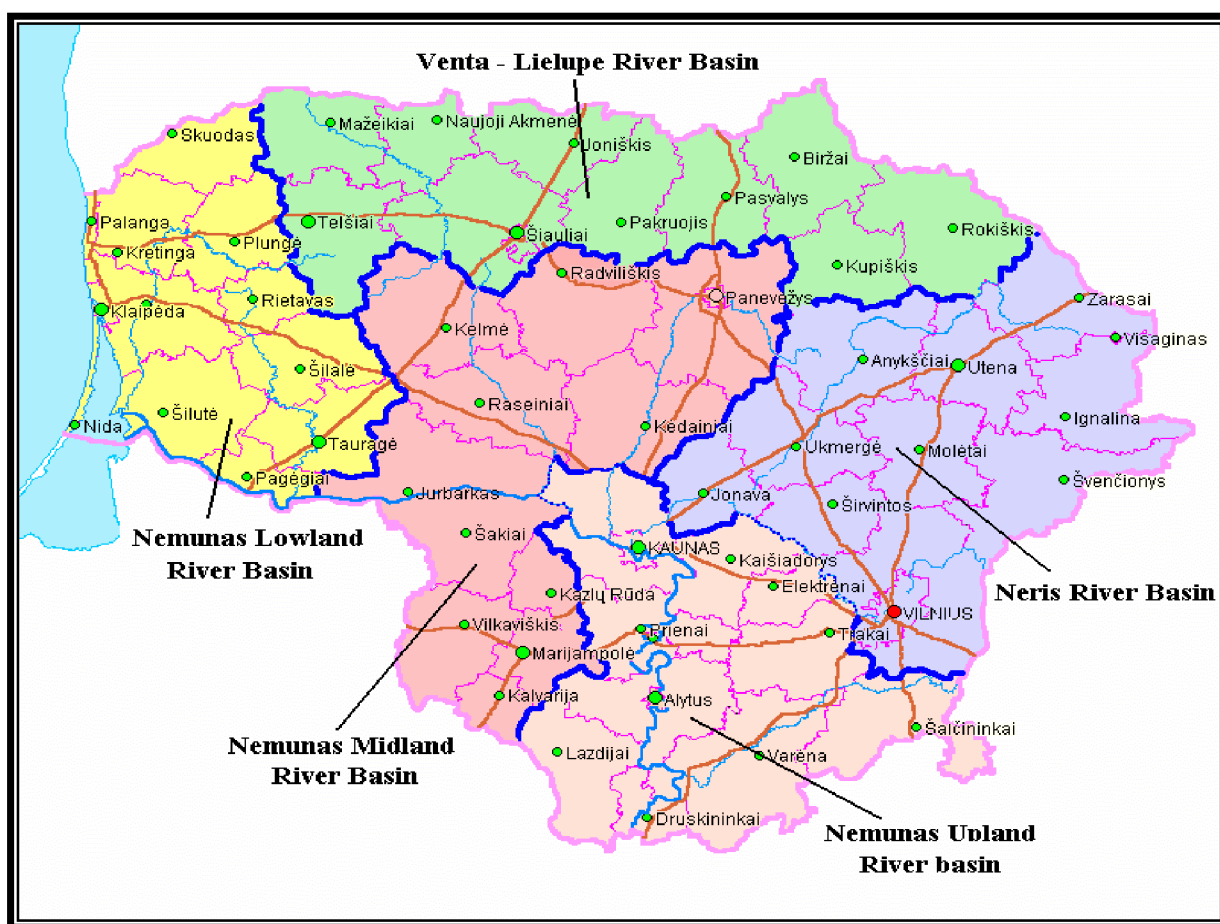 Venta - Lielupe River Basin
Skuodas
Mažeikiai
Naujoji Akmenė
Joniškis
Biržai
Palanga
Telšiai
Pakruojis
Pasvalys
Kretinga
Plungė
Šiauliai
Rokiškis
Radviliškis
Kupiškis
Rietavas
Panevėžys
Zarasai
Klaipėda
Kelmė
Višaginas
Anykščiai
Utena
Šilalė
Raseiniai
Šilutė
Ignalina
Nida
Kėdainiai
Tauragė
Ukmergė
Molėtai
Pagėgiai
Švenčionys
Jurbarkas
Jonava
Širvintos
Šakiai
Nemunas Lowland
River Basin
KAUNAS
Kaišiadorys
Elektrėnai
Neris River Basin
Kazlų Rūda
VILNIUS
Vilkaviškis
Prienai
Trakai
Marijampolė
Kalvarija
Alytus
Šalčininkai
Nemunas Midland
River Basin
Lazdijai
Varėna
Druskininkai
Nemunas Upland
River basin